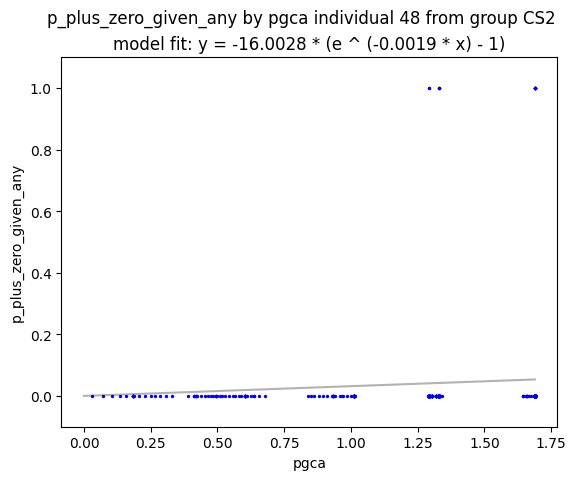 p_plus_zero_given_any by pgca individual 48 from group CS2
model fit: y = -16.0028 * (e ^ (-0.0019 * x) - 1)
1.0
0.8
0.6
0.4
0.2
0.0
p_plus_zero_given_any
0.00 0.25 0.50 0.75 1.00 1.25 1.50 1.75
pgca